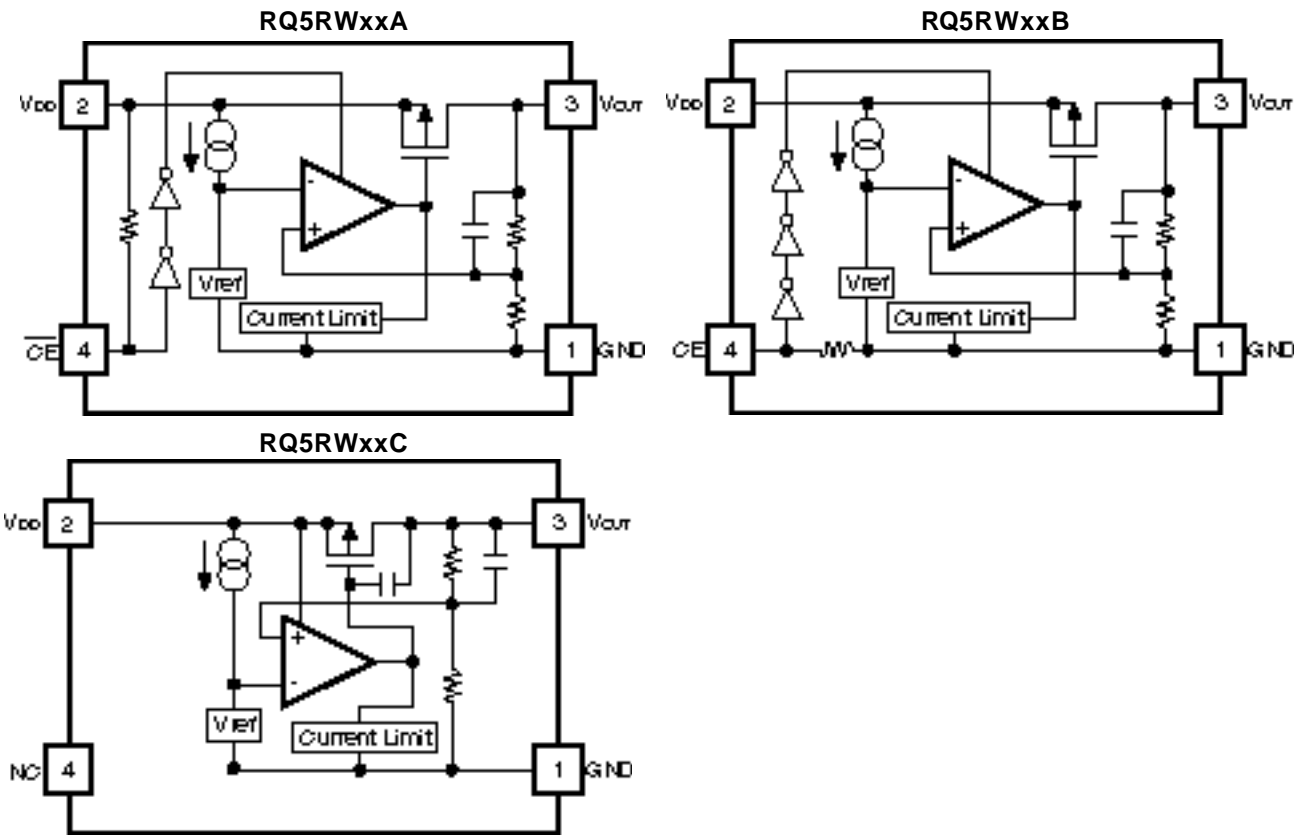 RQ5RWxxA
VDD
2
3
VOUT
-
+
Vref
Current Limit
CE
4
1
GND
RQ5RWxxB
VDD
2
3
VOUT
-
+
Vref
Current Limit
CE
4
1
GND
RQ5RWxxC
VDD
2
3
VOUT
+
-
Vref
Current Limit
NC
4
1
GND